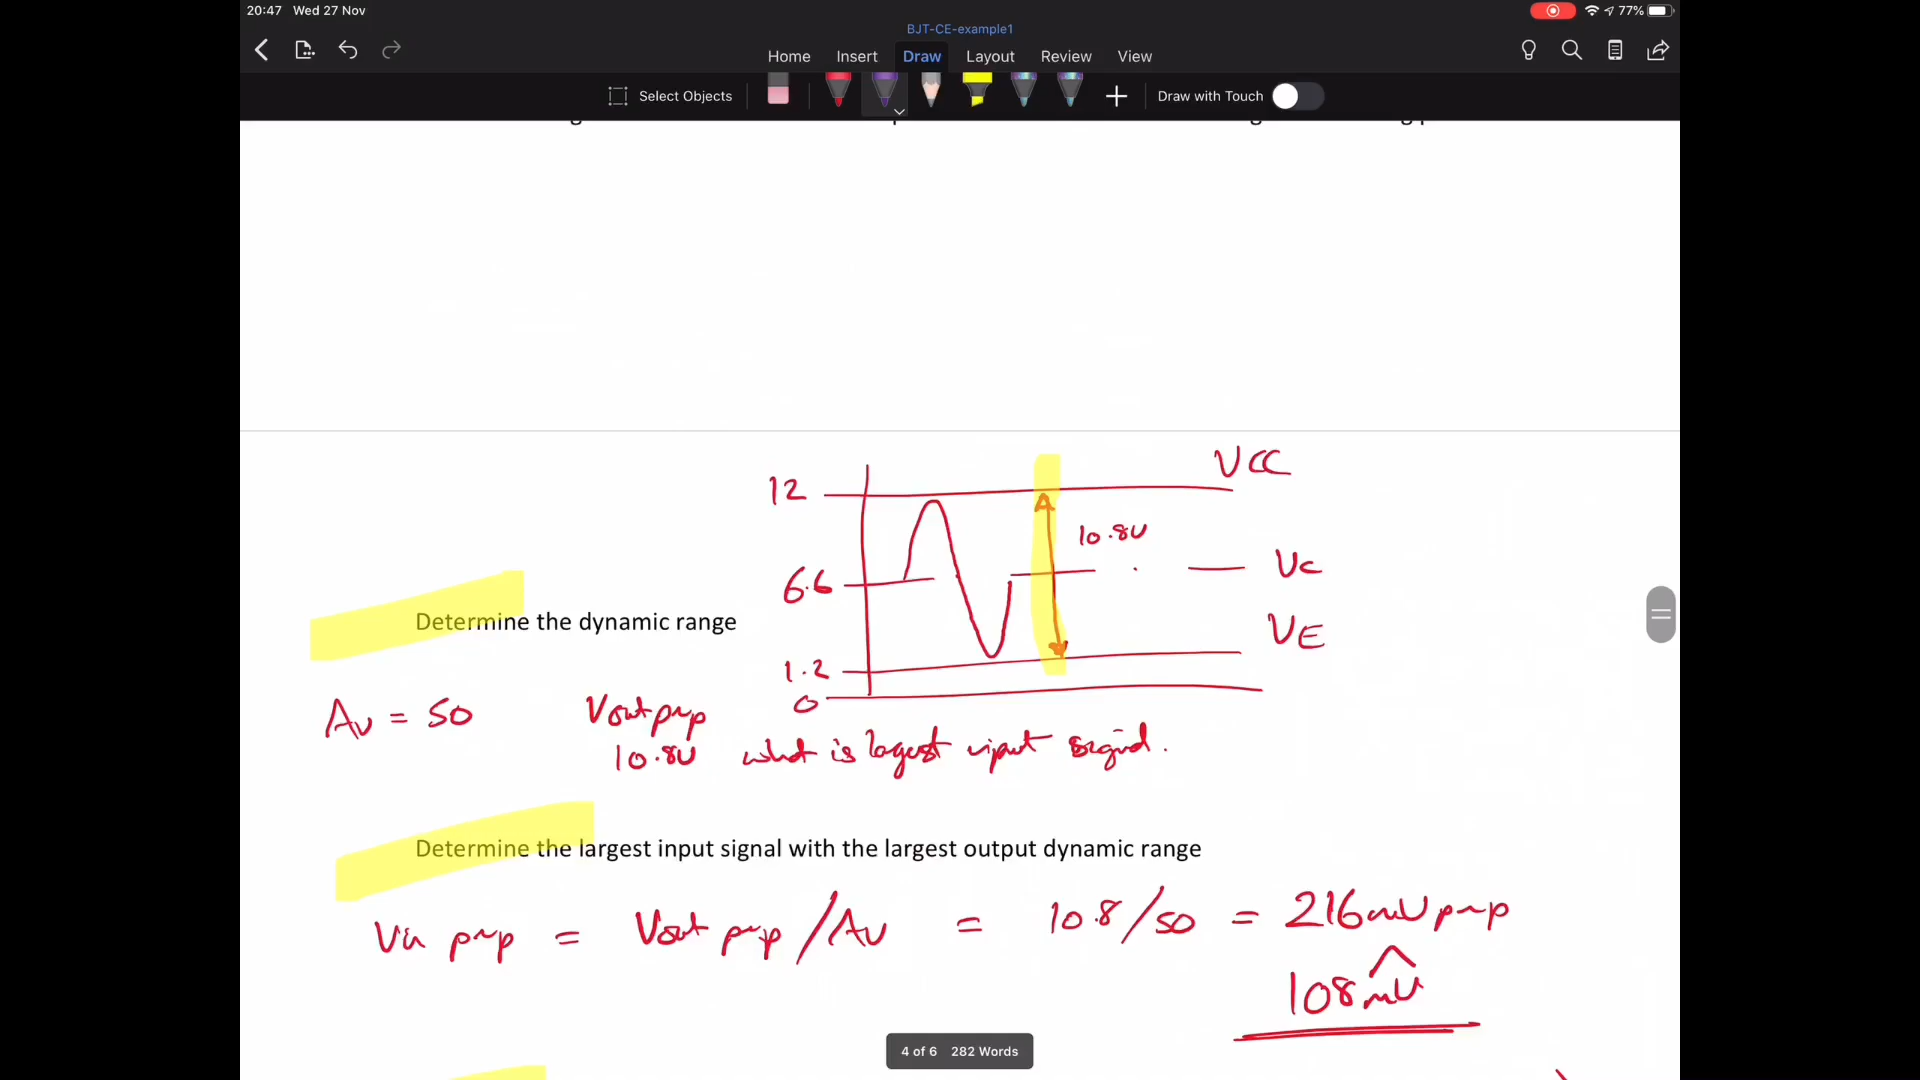 20:47 Wed 27 Nov
77%
BJT-CE-example1
Home Insert Draw Layout Review View
Select Objects
Draw with Touch
VCC
12
10.8V
6.6
VC
Determine the dynamic range
VE
1.2
0
Av = 50
Vout p~p
10.8V what is largest input signal.
Determine the largest input signal with the largest output dynamic range
Vin p~p = Vout p~p / Av = 10.8/50 = 216mV p~p
108mV
4 of 6 282 Words